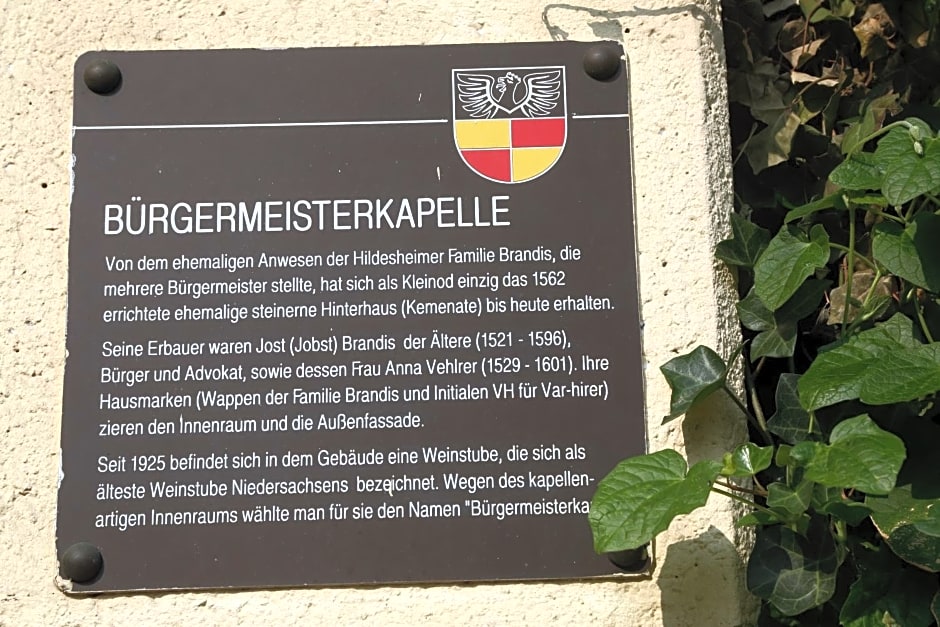 BÜRGERMEISTERKAPELLE
Von dem ehemaligen Anwesen der Hildesheimer Familie Brandis, die
mehrere Bürgermeister stellte, hat sich als Kleinod einzig das 1562
errichtete ehemalige steinerne Hinterhaus (Kemenate) bis heute erhalten.
Seine Erbauer waren Jost (Jobst) Brandis der Ältere (1521 - 1596),
Bürger und Advokat, sowie dessen Frau Anna Vehlrer (1529 - 1601). Ihre
Hausmarken (Wappen der Familie Brandis und Initialen VH für Var-hirer)
zieren den Innenraum und die Außenfassade.
Seit 1925 befindet sich in dem Gebäude eine Weinstube, die sich als
älteste Weinstube Niedersachsens bezeichnet. Wegen des kapellen-
artigen Innenraums wählte man für sie den Namen "Bürgermeisterka